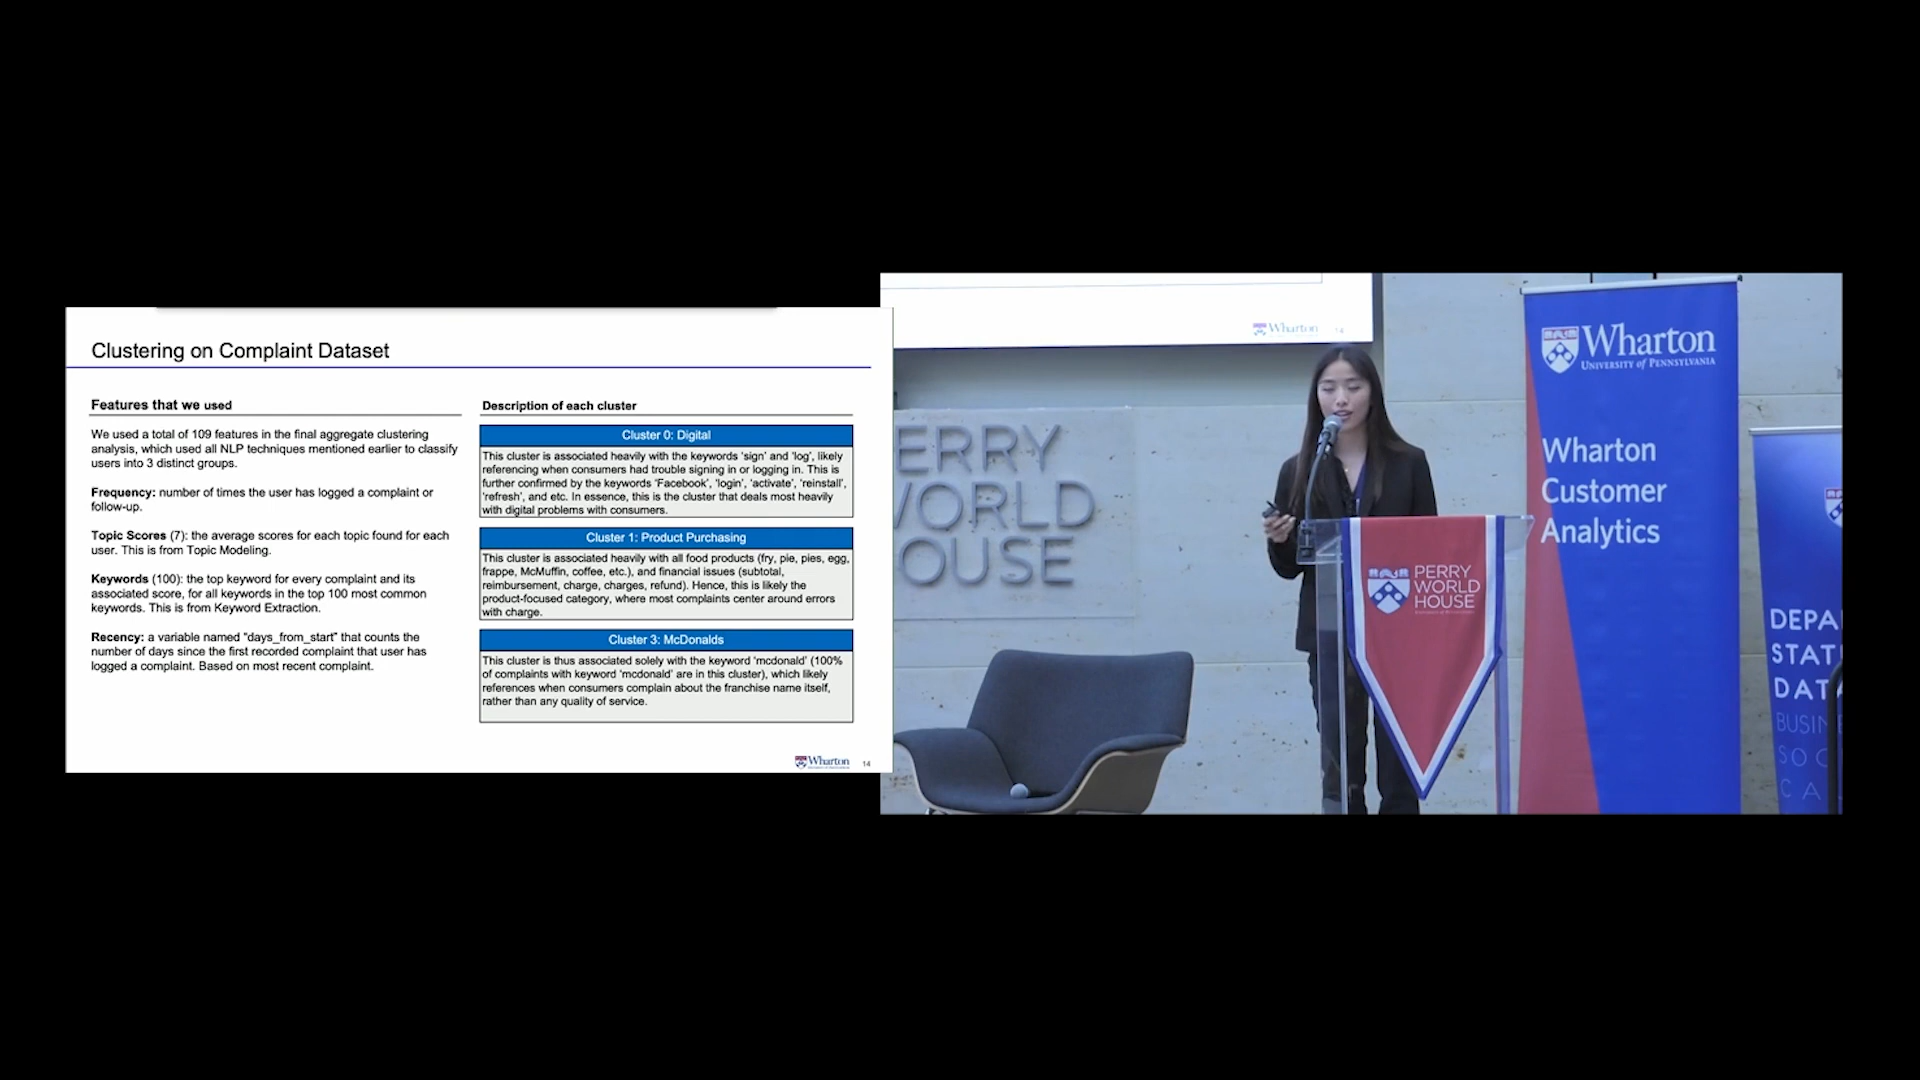 Clustering on Complaint Dataset
Features that we used
We used a total of 109 features in the final aggregate clustering
analysis, which used all NLP techniques mentioned earlier to classify
users into 3 distinct groups.
Frequency: number of times the user has logged a complaint or
follow-up.
Topic Scores (7): the average scores for each topic found for each
user. This is from Topic Modeling.
Keywords (100): the top keyword for every complaint and its
associated score, for all keywords in the top 100 most common
keywords. This is from Keyword Extraction.
Recency: a variable named "days_from_start" that counts the
number of days since the first recorded complaint that user has
logged a complaint. Based on most recent complaint.
Description of each cluster
Cluster 0: Digital
This cluster is associated heavily with the keywords 'sign' and 'log', likely
referencing when consumers had trouble signing in or logging in. This is
further confirmed by the keywords 'Facebook', 'login', 'activate', 'reinstall',
'refresh', and etc. In essence, this is the cluster that deals most heavily
with digital problems with consumers.
Cluster 1: Product Purchasing
This cluster is associated heavily with all food products (fry, pie, pies, egg,
frappe, McMuffin, coffee, etc.), and financial issues (subtotal,
reimbursement, charge, charges, refund). Hence, this is likely the
product-focused category, where most complaints center around errors
with charge.
Cluster 3: McDonalds
This cluster is thus associated solely with the keyword 'mcdonald' (100%
of complaints with keyword 'mcdonald' are in this cluster), which likely
references when consumers complain about the franchise name itself,
rather than any quality of service.
Wharton
14
Wharton
14
ERRY
WORLD
OUSE
PERRY
WORLD
HOUSE
Wharton
UNIVERSITY of PENNSYLVANIA
Wharton
Customer
Analytics
DEPA
STAT
DAT
BUSIN
SOC
CA